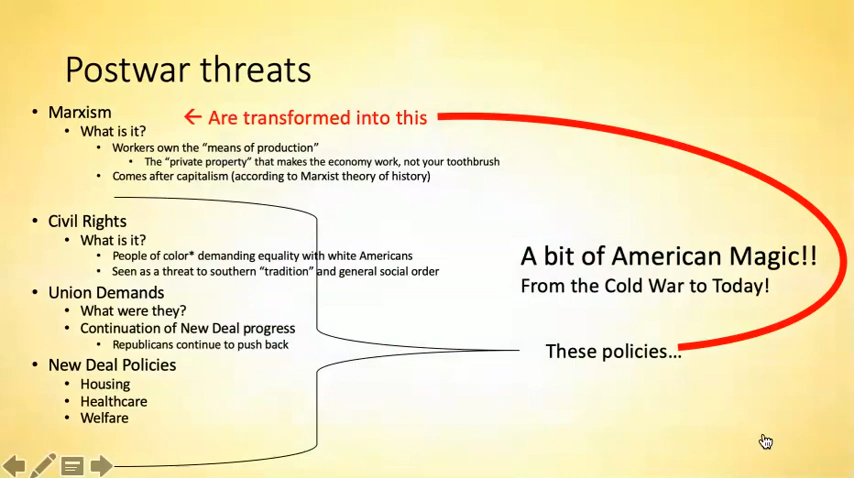 Postwar threats
• Marxism
← Are transformed into this
• What is it?
• Workers own the “means of production”
• The “private property” that makes the economy work, not your toothbrush
• Comes after capitalism (according to Marxist theory of history)
• Civil Rights
• What is it?
• People of color* demanding equality with white Americans
• Seen as a threat to southern “tradition” and general social order
• Union Demands
• What were they?
• Continuation of New Deal progress
• Republicans continue to push back
• New Deal Policies
• Housing
• Healthcare
• Welfare
A bit of American Magic!!
From the Cold War to Today!
These policies…